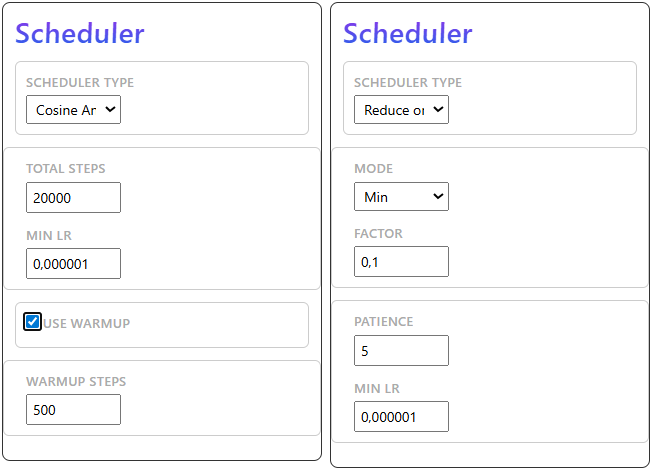 Scheduler
SCHEDULER TYPE
Cosine Ar
TOTAL STEPS
20000
MIN LR
0,000001
USE WARMUP
WARMUP STEPS
500
Scheduler
SCHEDULER TYPE
Reduce or
MODE
Min
FACTOR
0,1
PATIENCE
5
MIN LR
0,000001